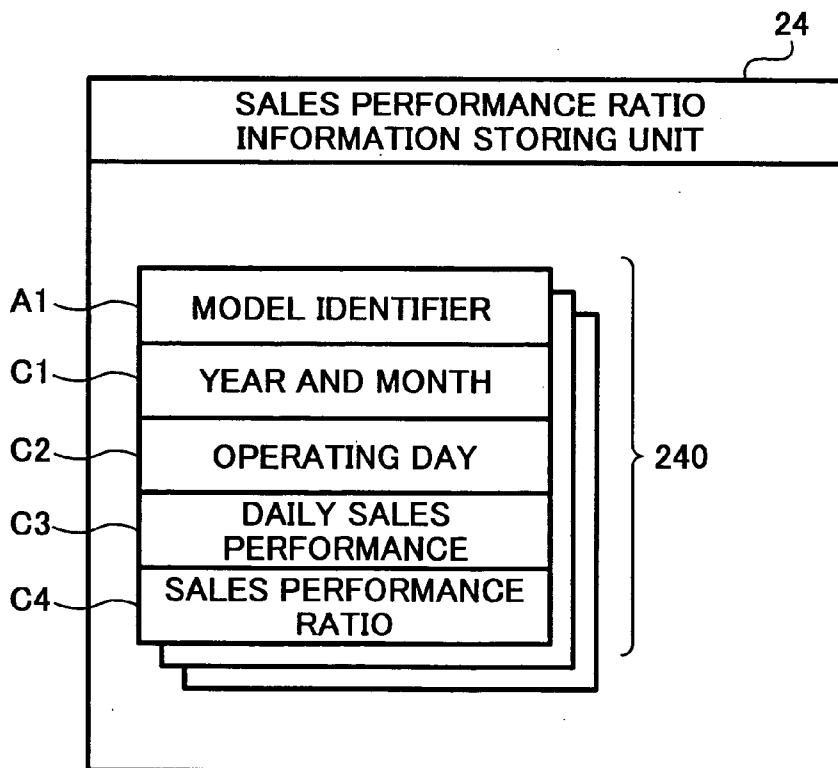 24
SALES PERFORMANCE RATIO
INFORMATION STORING UNIT
A1
MODEL IDENTIFIER
C1
YEAR AND MONTH
C2
OPERATING DAY
240
C3
DAILY SALES
PERFORMANCE
C4
SALES PERFORMANCE
RATIO